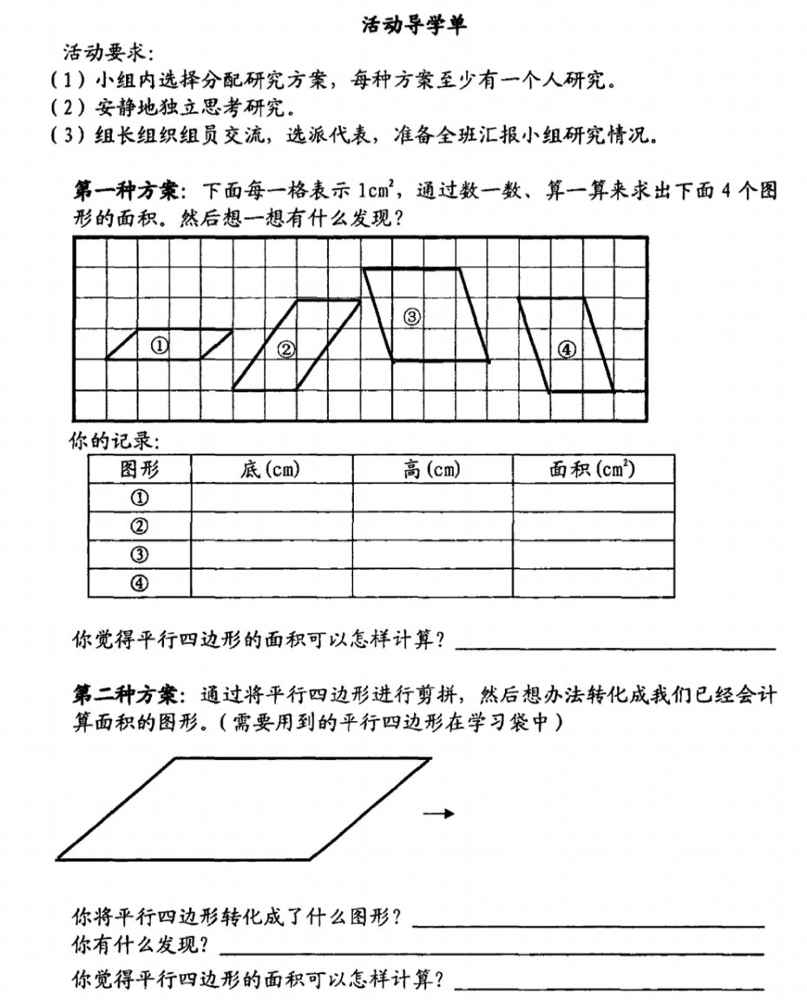 活动导学单
活动要求：
（1）小组内选择分配研究方案，每种方案至少有一个人研究。
（2）安静地独立思考研究。
（3）组长组织组员交流，选派代表，准备全班汇报小组研究情况。
第一种方案：下面每一格表示 1cm²，通过数一数、算一算来求出下面 4 个图
形的面积。然后想一想有什么发现？
① ② ③ ④
你的记录：
图形 底(cm) 高(cm) 面积(cm²)
①
②
③
④
你觉得平行四边形的面积可以怎样计算？
第二种方案：通过将平行四边形进行剪拼，然后想办法转化成我们已经会计
算面积的图形。（需要用到的平行四边形在学习袋中）
你将平行四边形转化成了什么图形？
你有什么发现？
你觉得平行四边形的面积可以怎样计算？